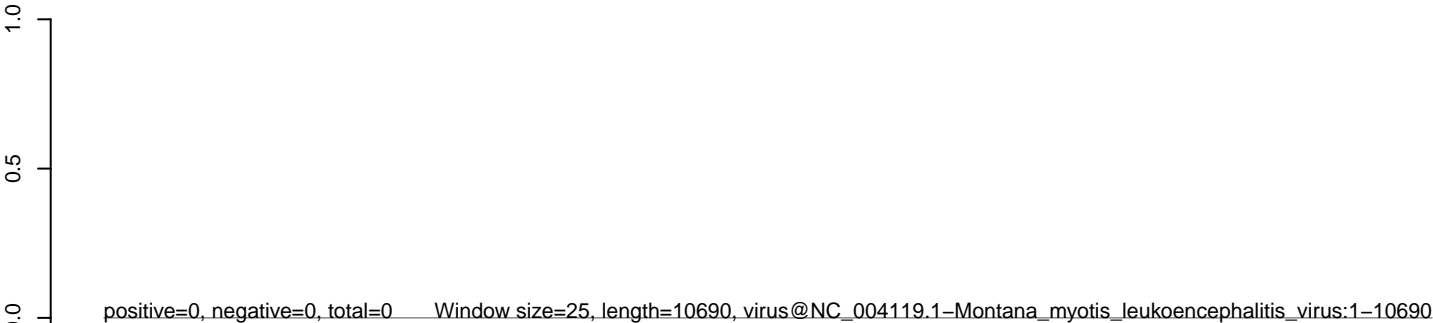 1.0
0.5
0.0
positive=0, negative=0, total=0 Window size=25, length=10690, virus@NC_004119.1−Montana_myotis_leukoencephalitis_virus:1−10690